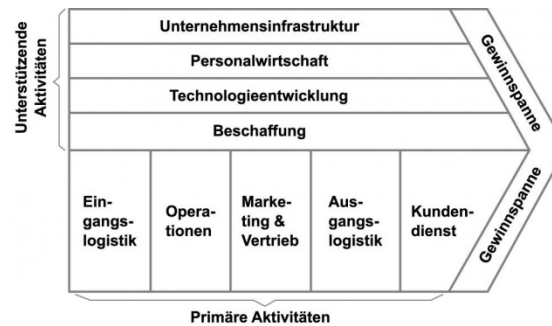 Unterstützende
Aktivitäten
Unternehmensinfrastruktur
Personalwirtschaft
Technologieentwicklung
Beschaffung
Gewinnspanne
Ein-
gangs-
logistik
Opera-
tionen
Marke-
ting &
Vertrieb
Aus-
gangs-
logistik
Kunden-
dienst
Gewinnspanne
Primäre Aktivitäten